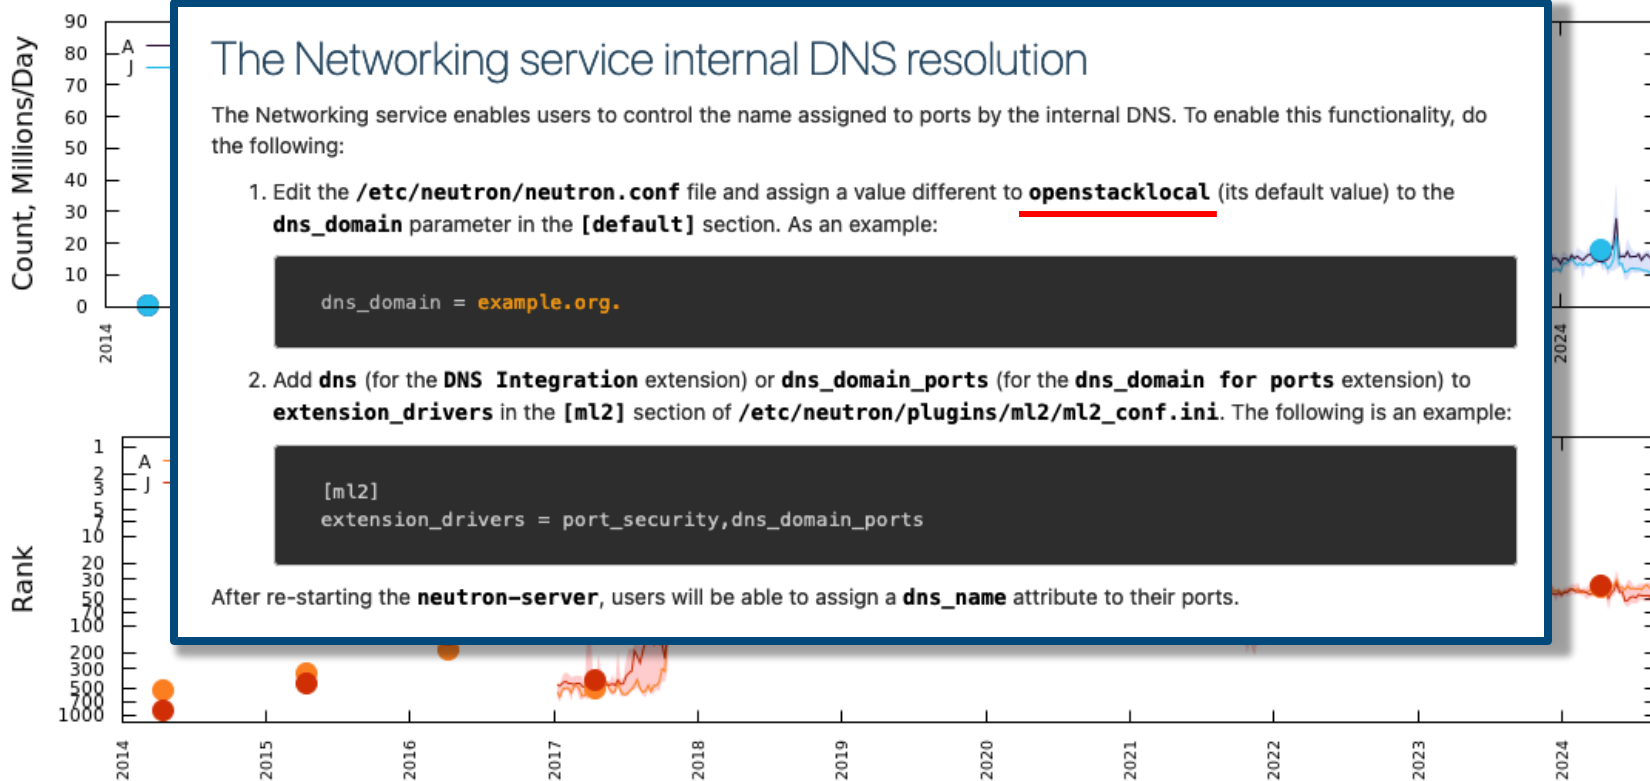 The Networking service internal DNS resolution
The Networking service enables users to control the name assigned to ports by the internal DNS. To enable this functionality, do
the following:
1. Edit the /etc/neutron/neutron.conf file and assign a value different to openstacklocal (its default value) to the
dns_domain parameter in the [default] section. As an example:
dns_domain = example.org.
2. Add dns (for the DNS Integration extension) or dns_domain_ports (for the dns_domain for ports extension) to
extension_drivers in the [ml2] section of /etc/neutron/plugins/ml2/ml2_conf.ini. The following is an example:
[ml2]
extension_drivers = port_security,dns_domain_ports
After re-starting the neutron-server, users will be able to assign a dns_name attribute to their ports.
Count, Millions/Day
90
80
70
60
50
40
30
20
10
0
A
J
2014
2024
Rank
1
2
3
5
7
10
20
30
50
70
100
200
300
500
700
1000
A
J
2014
2015
2016
2017
2018
2019
2020
2021
2022
2023
2024